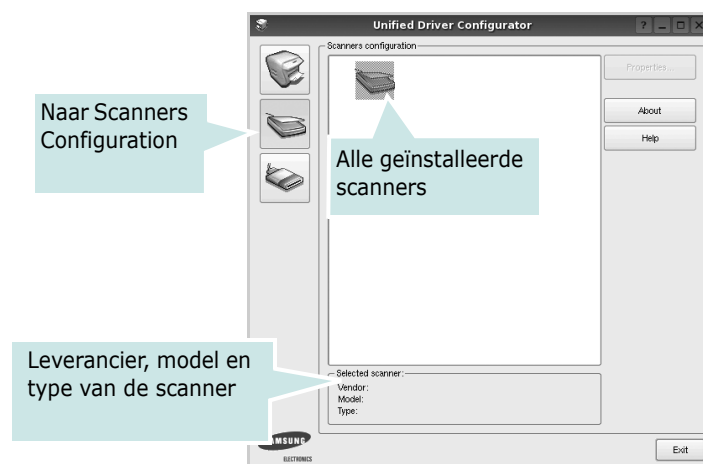 Unified Driver Configurator
Scanners configuration
Properties...
About
Help
Naar Scanners
Configuration
Alle geïnstalleerde
scanners
Leverancier, model en
type van de scanner
Selected scanner:
Vendor:
Model:
Type:
AMSUNG
ELECTRONICS
Exit